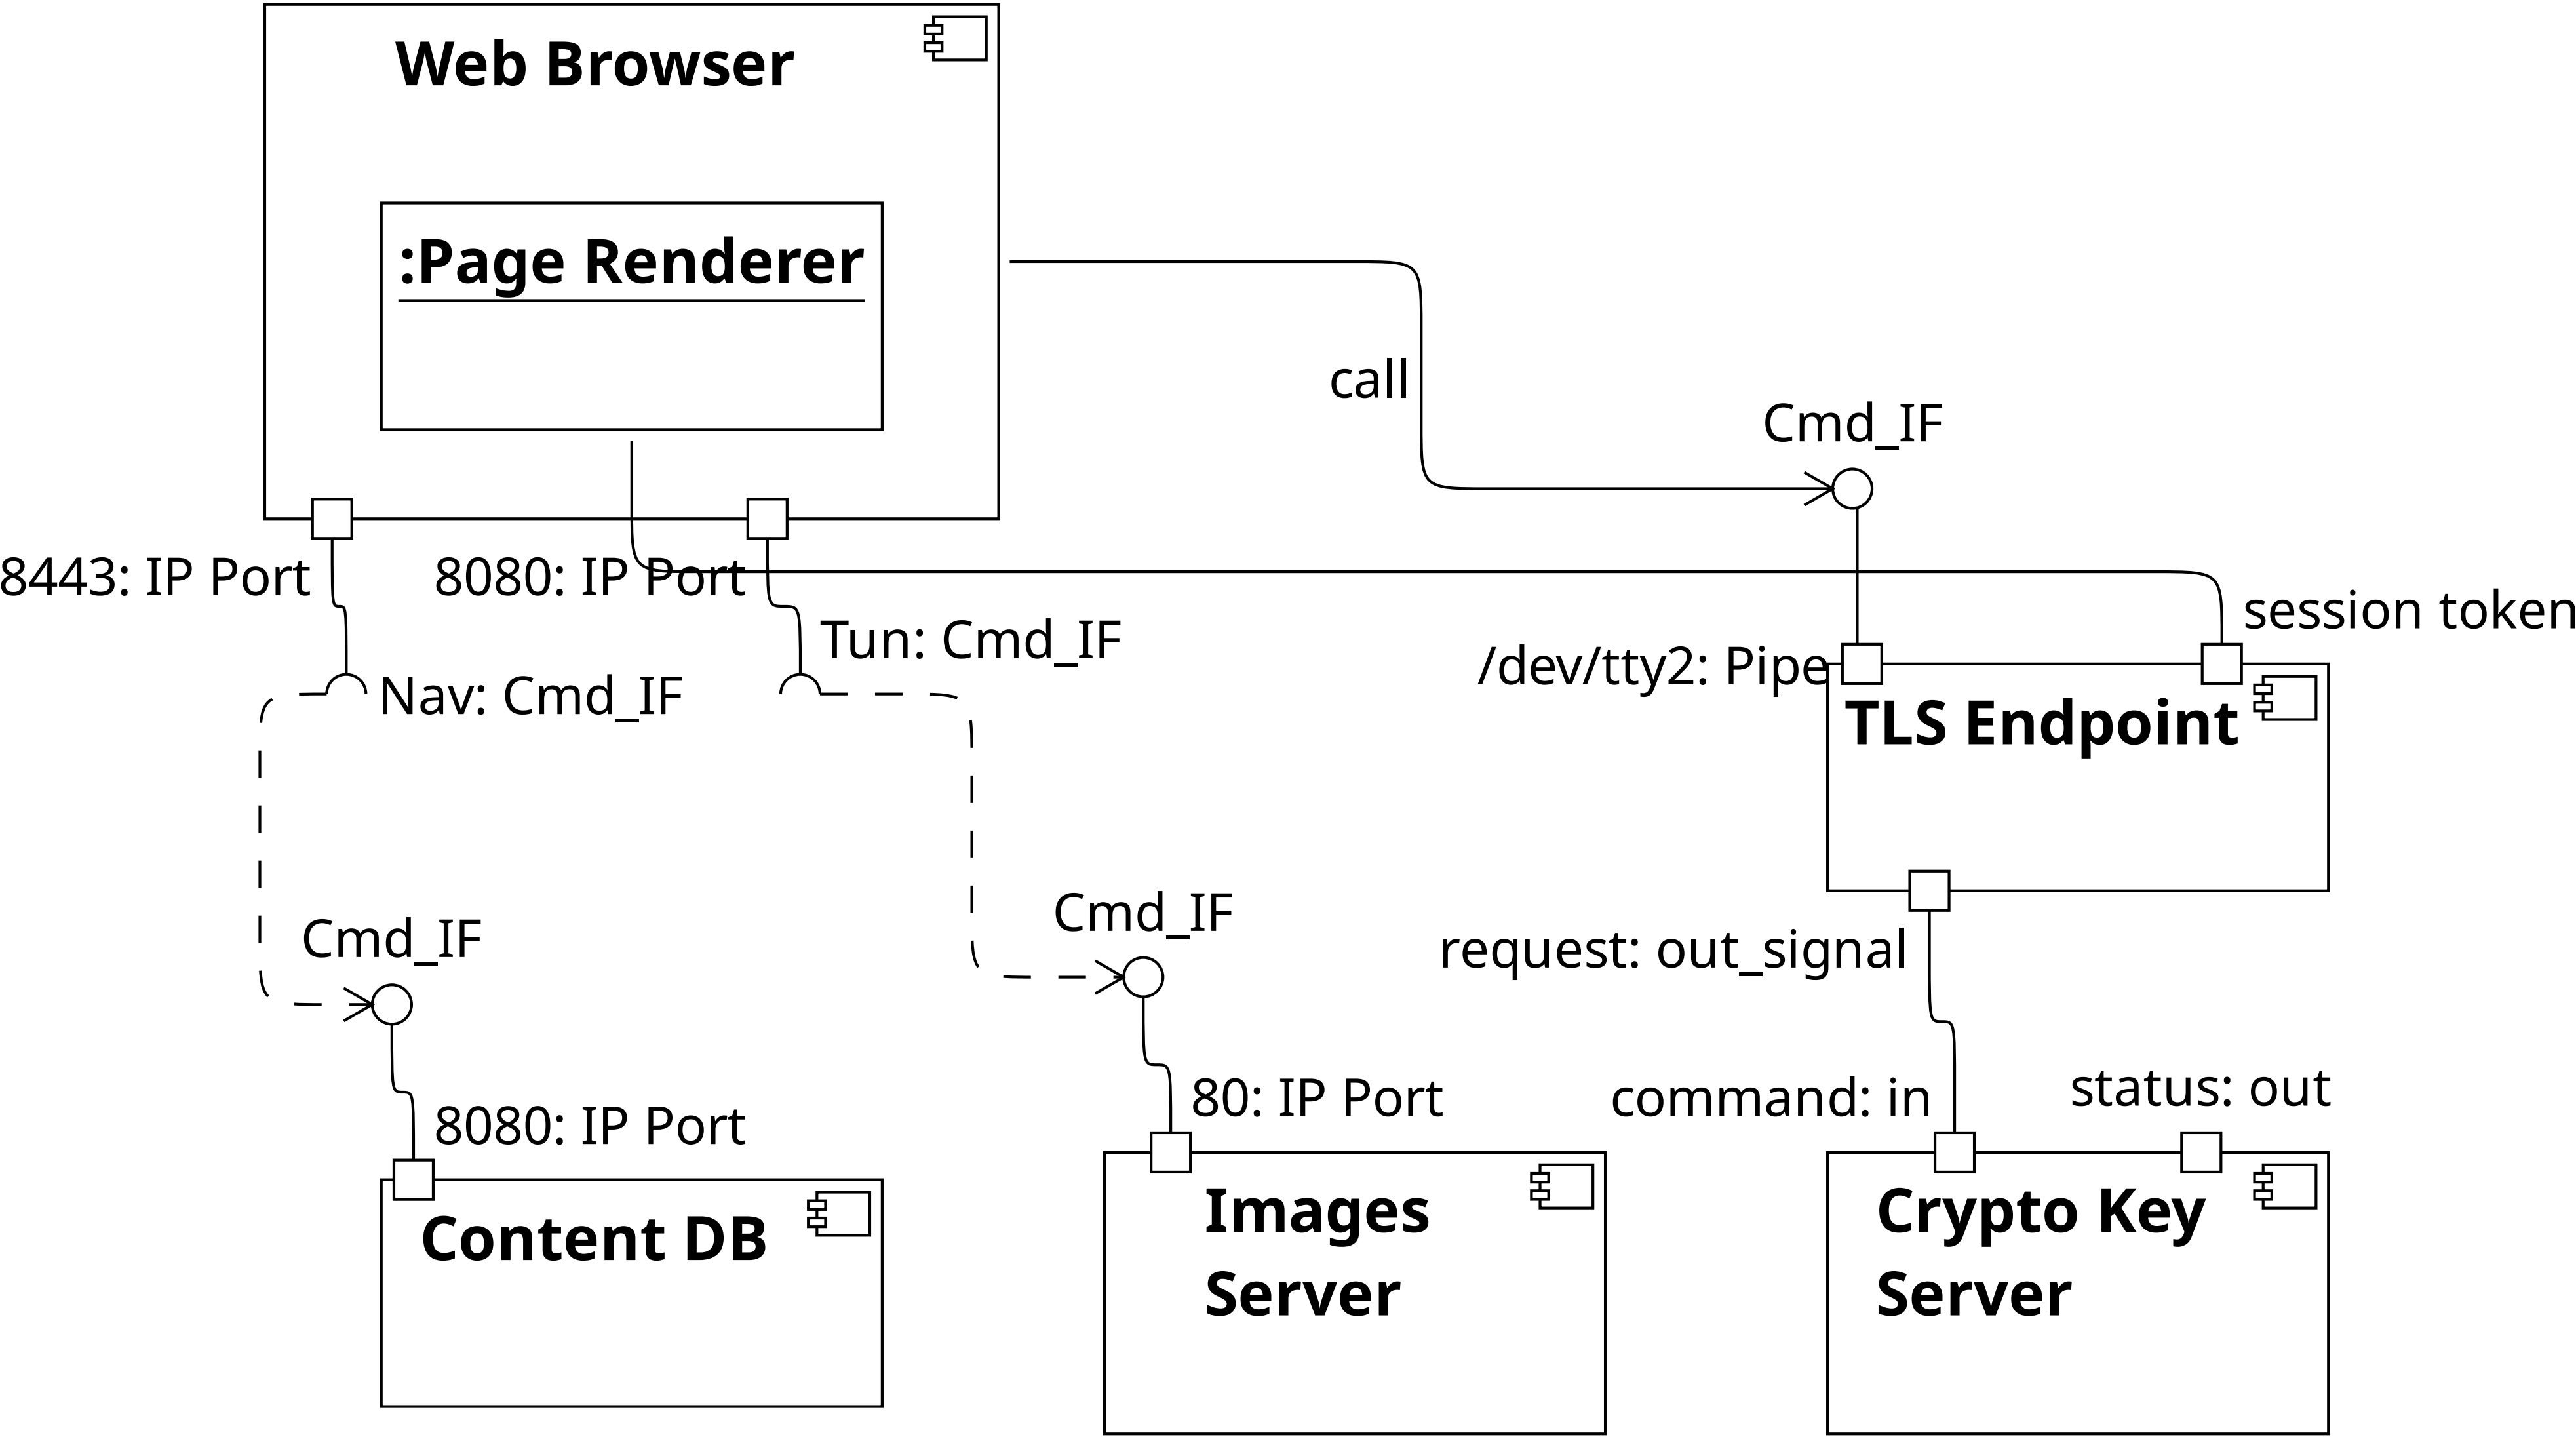 Web Browser
:Page Renderer
call
Cmd_IF
8443: IP Port
8080: IP Port
session token
Tun: Cmd_IF
/dev/tty2: Pipe
Nav: Cmd_IF
TLS Endpoint
Cmd_IF
Cmd_IF
request: out_signal
8080: IP Port
80: IP Port
command: in
status: out
Content DB
Images
Server
Crypto Key
Server